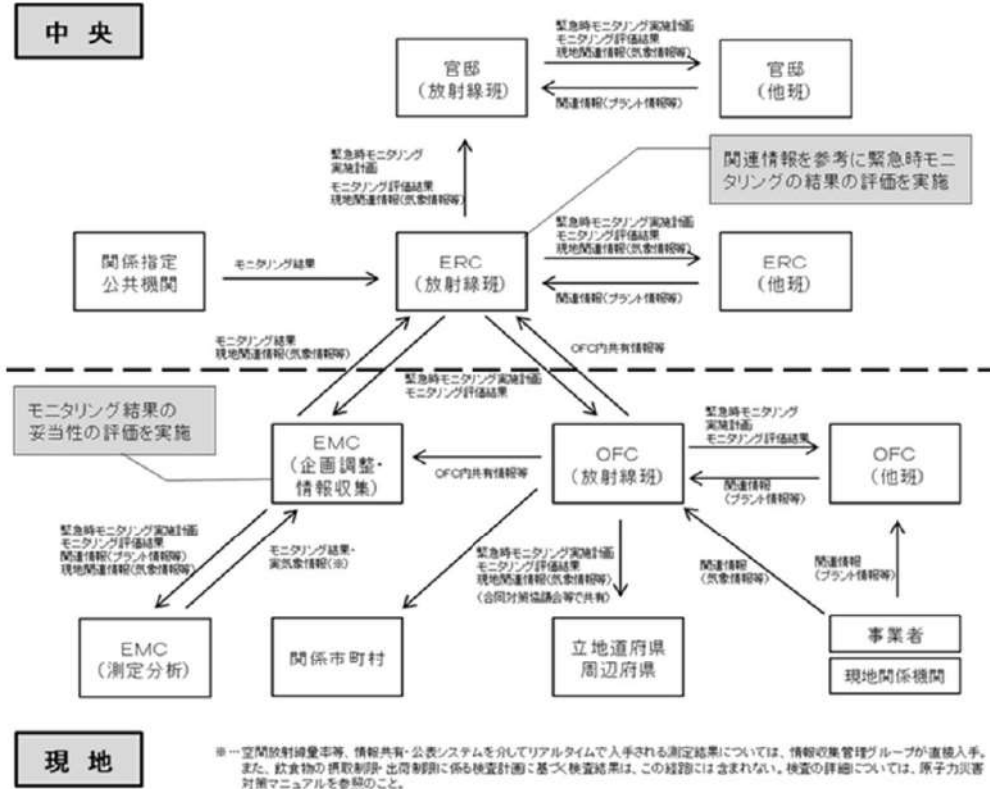 中 央
緊急時モニタリング実施計画
モニタリング評価結果
現地関連情報(気象情報等)
官邸
(放射線班)
官邸
(他班)
関連情報(プラント情報等)
緊急時モニタリング
実施計画
モニタリング評価結果
現地関連情報(気象情報等)
関連情報を参考に緊急時モニ
タリングの結果の評価を実施
緊急時モニタリング実施計画
モニタリング評価結果
現地関連情報(気象情報等)
関係指定
公共機関
モニタリング結果
ERC
(放射線班)
ERC
(他班)
関連情報(プラント情報等)
モニタリング結果
現地関連情報(気象情報等)
OFC内共有情報等
緊急時モニタリング実施計画
モニタリング評価結果
モニタリング結果の
妥当性の評価を実施
EMC
(企画調整・
情報収集)
OFC内共有情報等
OFC
(放射線班)
緊急時モニタリング
実施計画
モニタリング評価結果
関連情報
(プラント情報等)
OFC
(他班)
緊急時モニタリング実施計画
モニタリング評価結果
関連情報(プラント情報等)
現地関連情報(気象情報等)
モニタリング結果・
実気象情報(※)
緊急時モニタリング実施計画
モニタリング評価結果
現地関連情報(気象情報等)
(合同対策協議会等で共有)
関連情報
(気象情報等)
関連情報
(プラント情報等)
EMC
(測定分析)
関係市町村
立地道府県
周辺府県
事業者
現地関係機関
現 地
※…空間放射線量率等、情報共有・公表システムを介してリアルタイムで入手される測定結果については、情報収集管理グループが直接入手。
また、飲食物の摂取制限・出荷制限に係る検査計画に基づく検査結果は、この経路には含まれない。検査の詳細については、原子力災害
対策マニュアルを参照のこと。